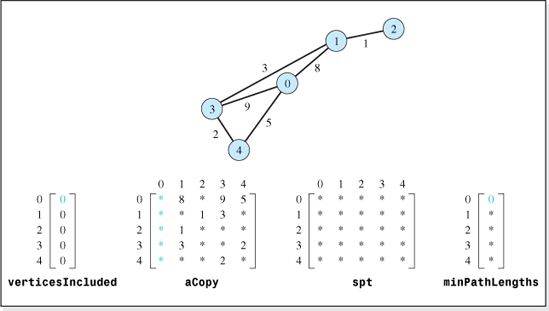 2
1
1
3
8
0
3
9
5
2
4
0 1 2 3 4 0 1 2 3 4
0 0 0 * 8 * 9 5 0 * * * * * 0 0
1 0 1 * * 1 3 * 1 * * * * * 1 *
2 0 2 * 1 * * * 2 * * * * * 2 *
3 0 3 * 3 * * 2 3 * * * * * 3 *
4 0 4 * * * 2 * 4 * * * * * 4 *
verticesIncluded aCopy spt minPathLengths